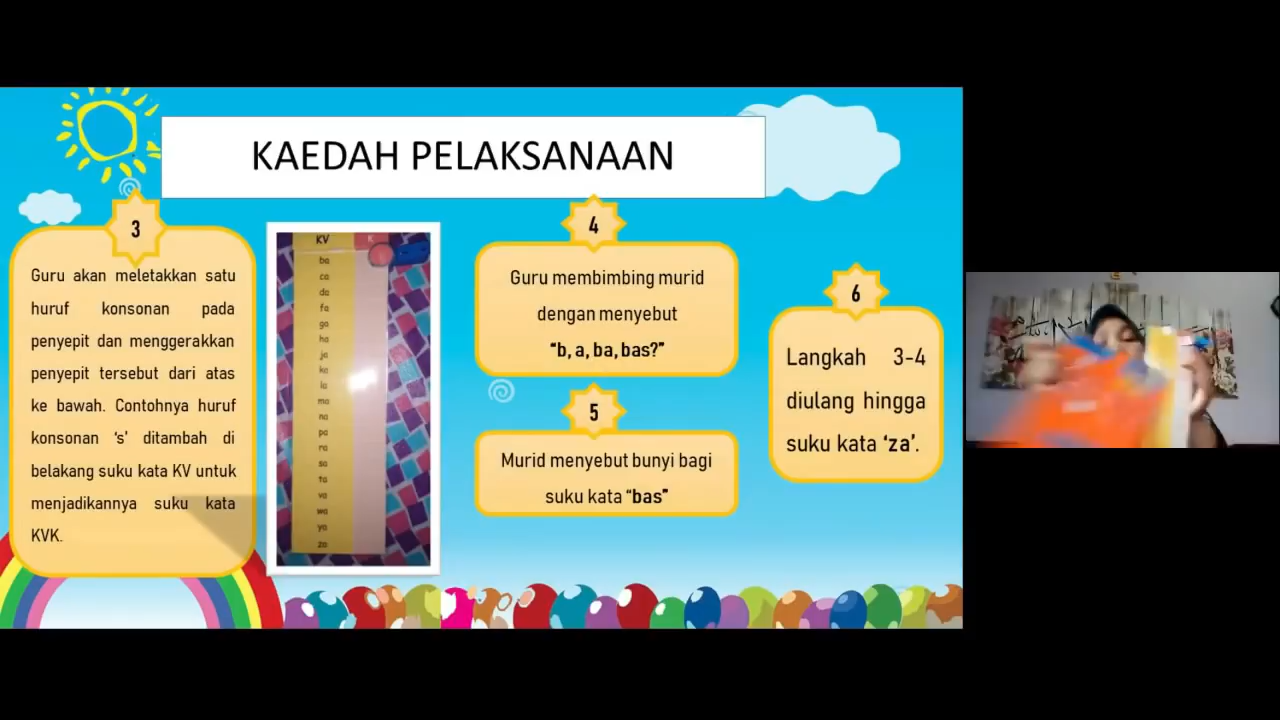 KAEDAH PELAKSANAAN
3
Guru akan meletakkan satu
huruf konsonan pada
penyepit dan menggerakkan
penyepit tersebut dari atas
ke bawah. Contohnya huruf
konsonan ‘s’ ditambah di
belakang suku kata KV untuk
menjadikannya suku kata
KVK.
KV K
ba
ca
da
fa
ga
ha
ja
ka
la
ma
na
pa
ra
sa
ta
va
wa
ya
za
4
Guru membimbing murid
dengan menyebut
“b, a, ba, bas?”
5
Murid menyebut bunyi bagi
suku kata “bas”
6
Langkah 3-4
diulang hingga
suku kata ‘za’.